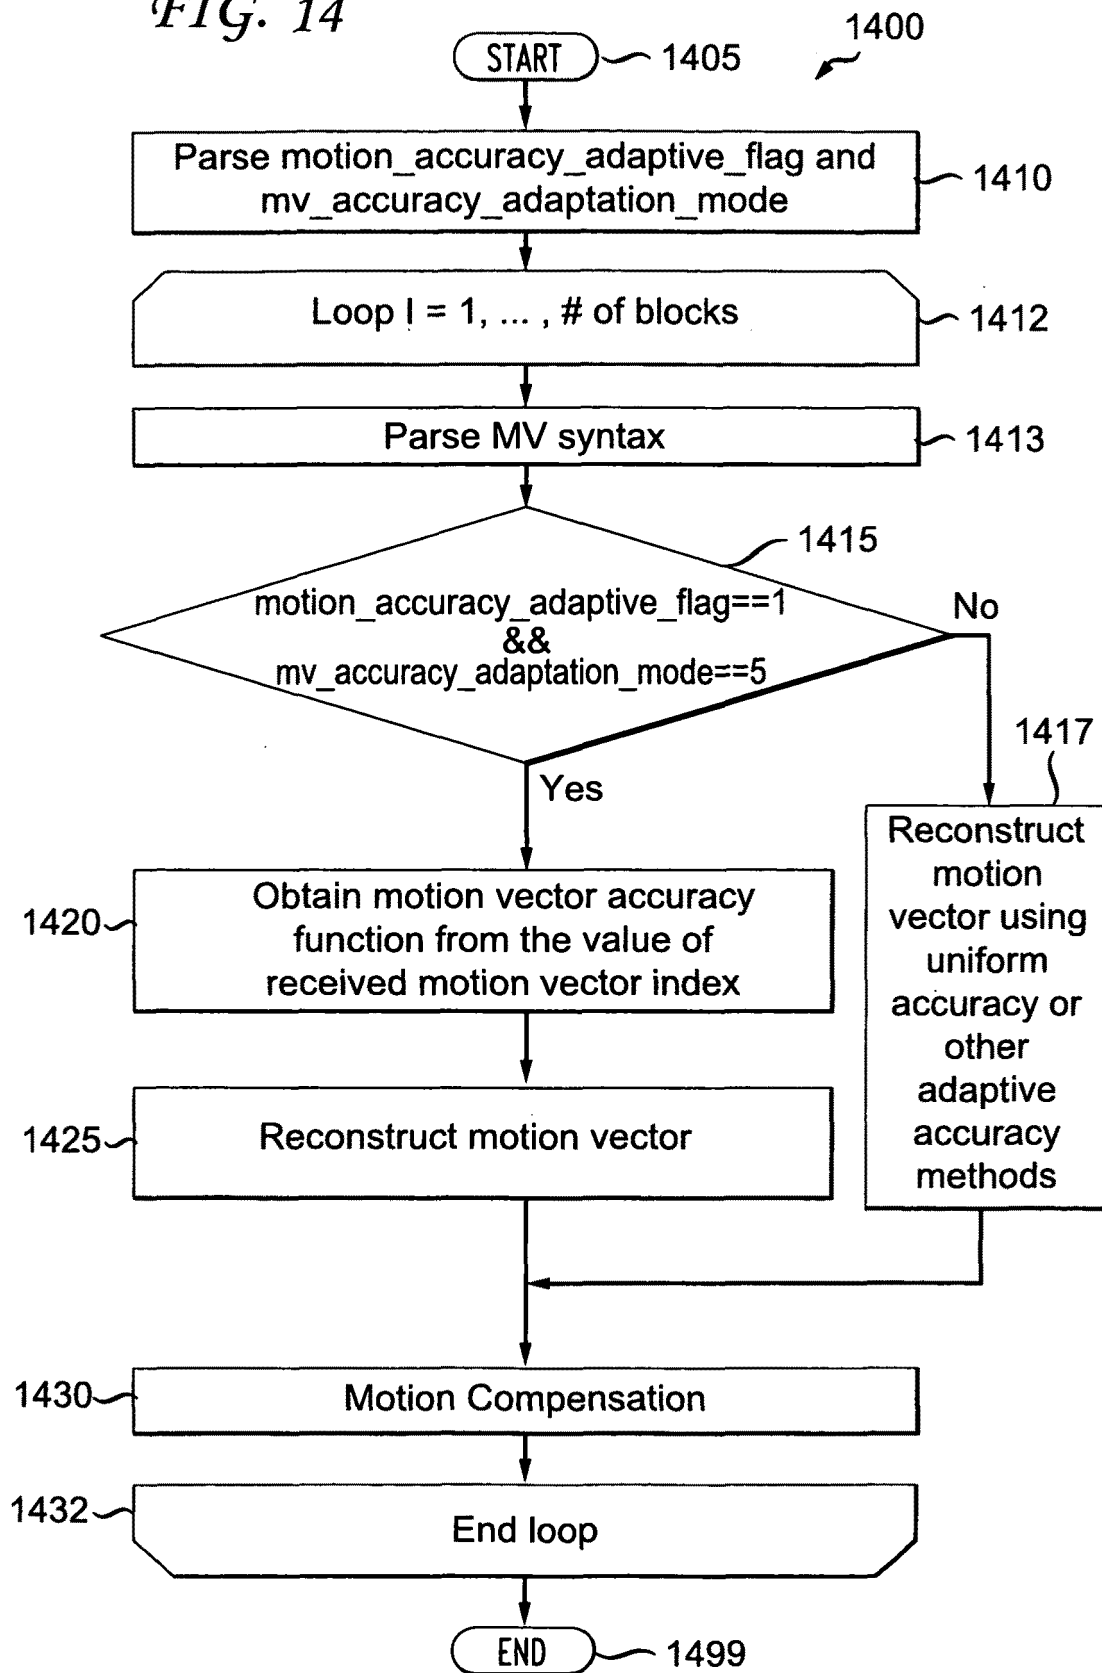 FIG. 14
1400
START
1405
Parse motion_accuracy_adaptive_flag and
mv_accuracy_adaptation_mode
1410
Loop I = 1, ... , # of blocks
1412
Parse MV syntax
1413
1415
motion_accuracy_adaptive_flag==1
&&
mv_accuracy_adaptation_mode==5
No
Yes
1417
Reconstruct
motion
vector using
uniform
accuracy or
other
adaptive
accuracy
methods
1420
Obtain motion vector accuracy
function from the value of
received motion vector index
1425
Reconstruct motion vector
1430
Motion Compensation
1432
End loop
END
1499